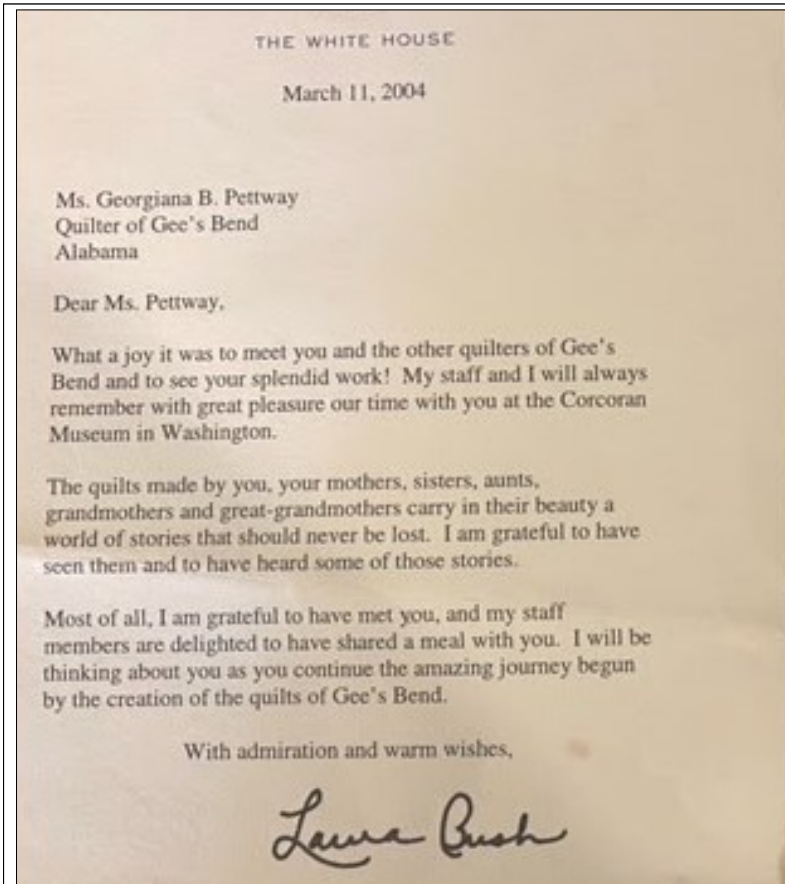 THE WHITE HOUSE
March 11, 2004
Ms. Georgiana B. Pettway
Quilter of Gee's Bend
Alabama
Dear Ms. Pettway,
What a joy it was to meet you and the other quilters of Gee's
Bend and to see your splendid work! My staff and I will always
remember with great pleasure our time with you at the Corcoran
Museum in Washington.
The quilts made by you, your mothers, sisters, aunts,
grandmothers and great-grandmothers carry in their beauty a
world of stories that should never be lost. I am grateful to have
seen them and to have heard some of those stories.
Most of all, I am grateful to have met you, and my staff
members are delighted to have shared a meal with you. I will be
thinking about you as you continue the amazing journey begun
by the creation of the quilts of Gee's Bend.
With admiration and warm wishes,
Laura Bush